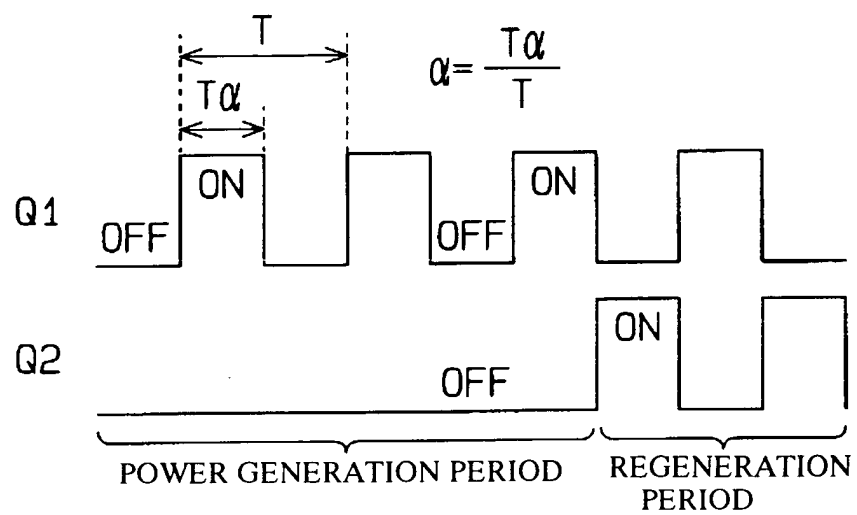 T
Tα
α = Tα / T
Q1
OFF
ON
OFF
ON
Q2
OFF
ON
POWER GENERATION PERIOD
REGENERATION
PERIOD